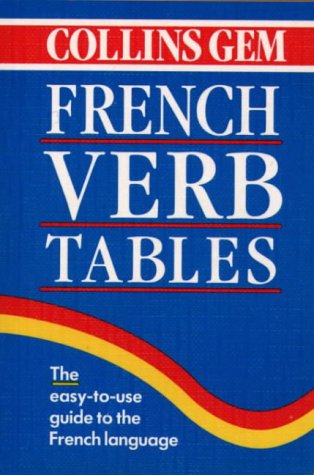 COLLINS GEM
FRENCH
VERB
TABLES
The
easy-to-use
guide to the
French language